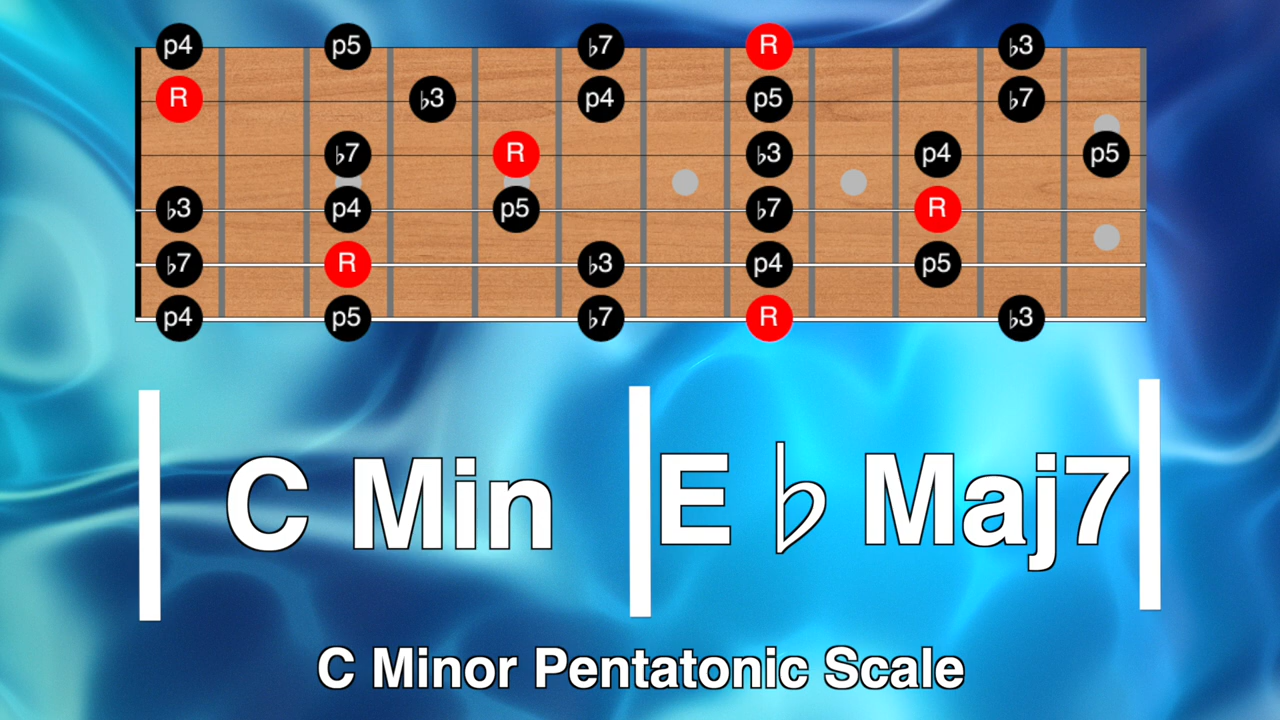 p4 p5 ♭7 R ♭3
R ♭3 p4 p5 ♭7
♭7 R ♭3 p4 p5
♭3 p4 p5 ♭7 R
♭7 R ♭3 p4 p5
p4 p5 ♭7 R ♭3
C Min E♭ Maj7
C Minor Pentatonic Scale